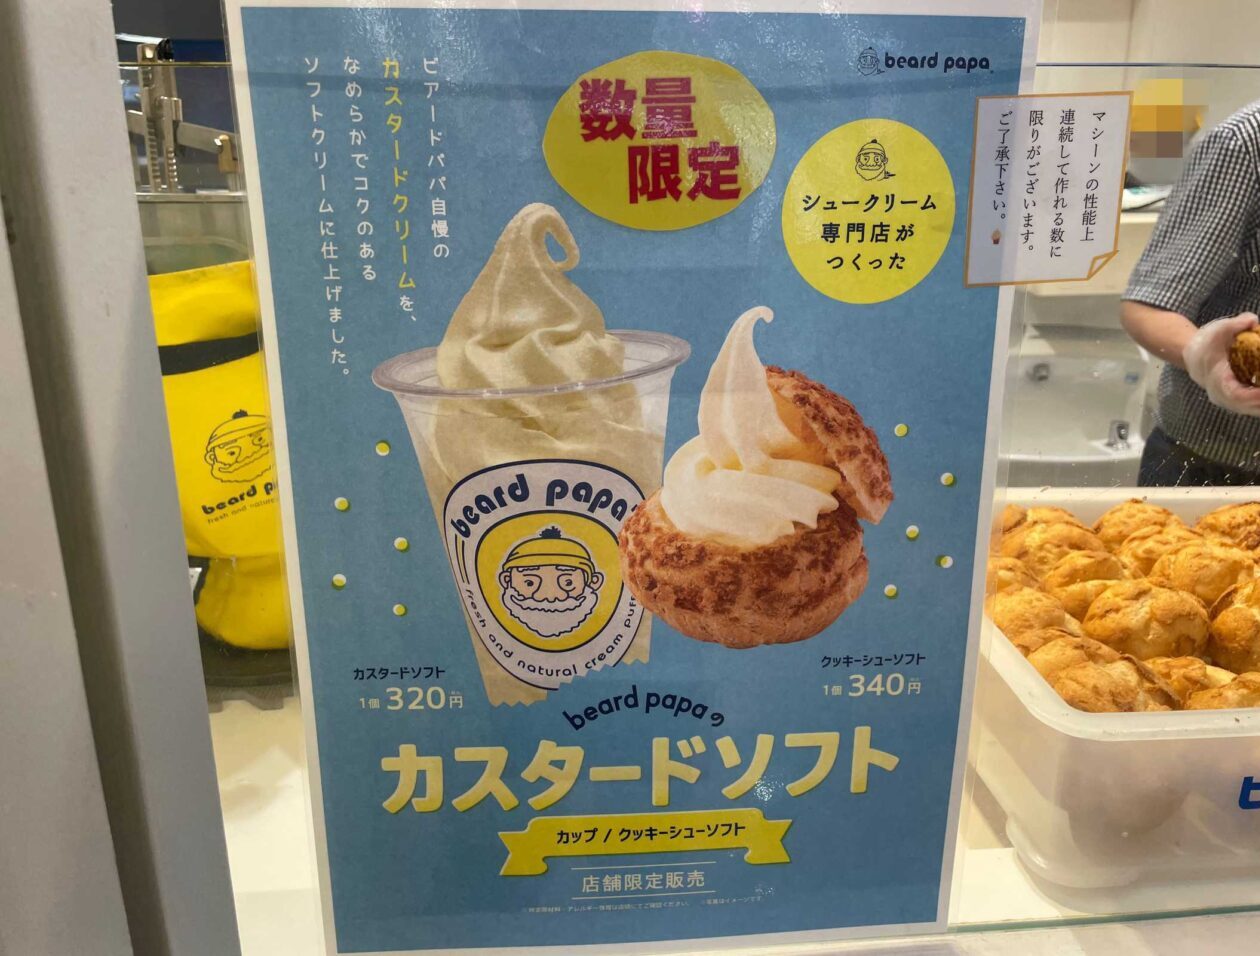 beard papa
数量
限定
シュークリーム
専門店が
つくった
マシーンの性能上
連続して作れる数に
限りがございます。
ご了承下さい。
ビアードパパ自慢の
カスタードクリームを、
なめらかでコクのある
ソフトクリームに仕上げました。
beard papa
fresh and natural cream puff
beard p
fresh and natur
カスタードソフト
1個 320円
クッキーシューソフト
1個 340円
beard papaの
カスタードソフト
カップ / クッキーシューソフト
店舗限定販売